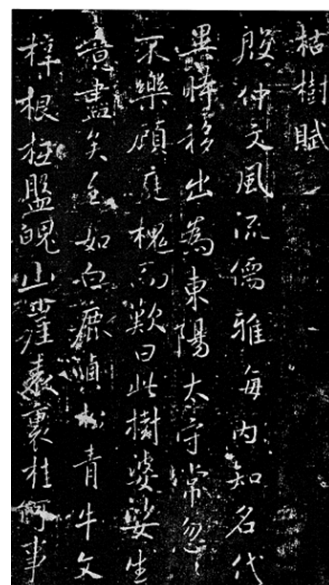 枯樹賦
殷仲文風流儒雅海內知名代
異時移出為東陽太守常忽〻
不樂顧庭槐而歎曰此樹婆娑生
意盡矣至如白鹿貞松青牛文
梓根柢盤魄山崖表裏桂何事